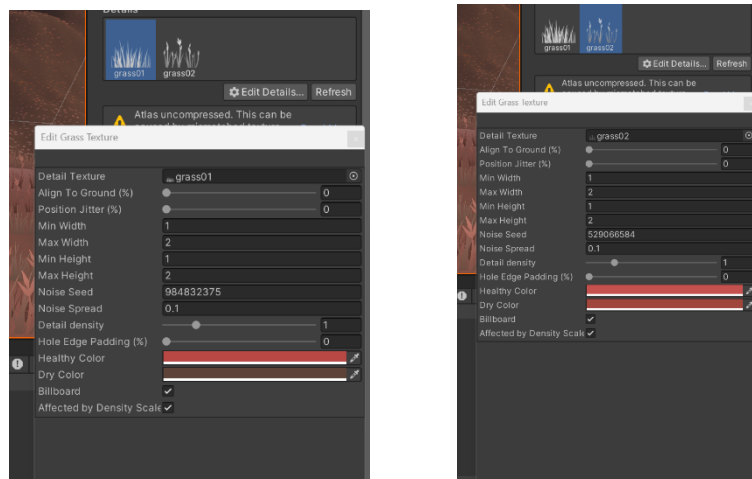 Details
grass01 grass02
Edit Details... Refresh
Atlas uncompressed. This can be
Edit Grass Texture
Detail Texture grass01
Align To Ground (%) 0
Position Jitter (%) 0
Min Width 1
Max Width 2
Min Height 1
Max Height 2
Noise Seed 984832375
Noise Spread 0.1
Detail density 1
Hole Edge Padding (%) 0
Healthy Color
Dry Color
Billboard
Affected by Density Scale
grass01 grass02
Edit Details... Refresh
Atlas uncompressed. This can be
Edit Grass Texture
Detail Texture grass02
Align To Ground (%) 0
Position Jitter (%) 0
Min Width 1
Max Width 2
Min Height 1
Max Height 2
Noise Seed 529066584
Noise Spread 0.1
Detail density 1
Hole Edge Padding (%) 0
Healthy Color
Dry Color
Billboard
Affected by Density Scale